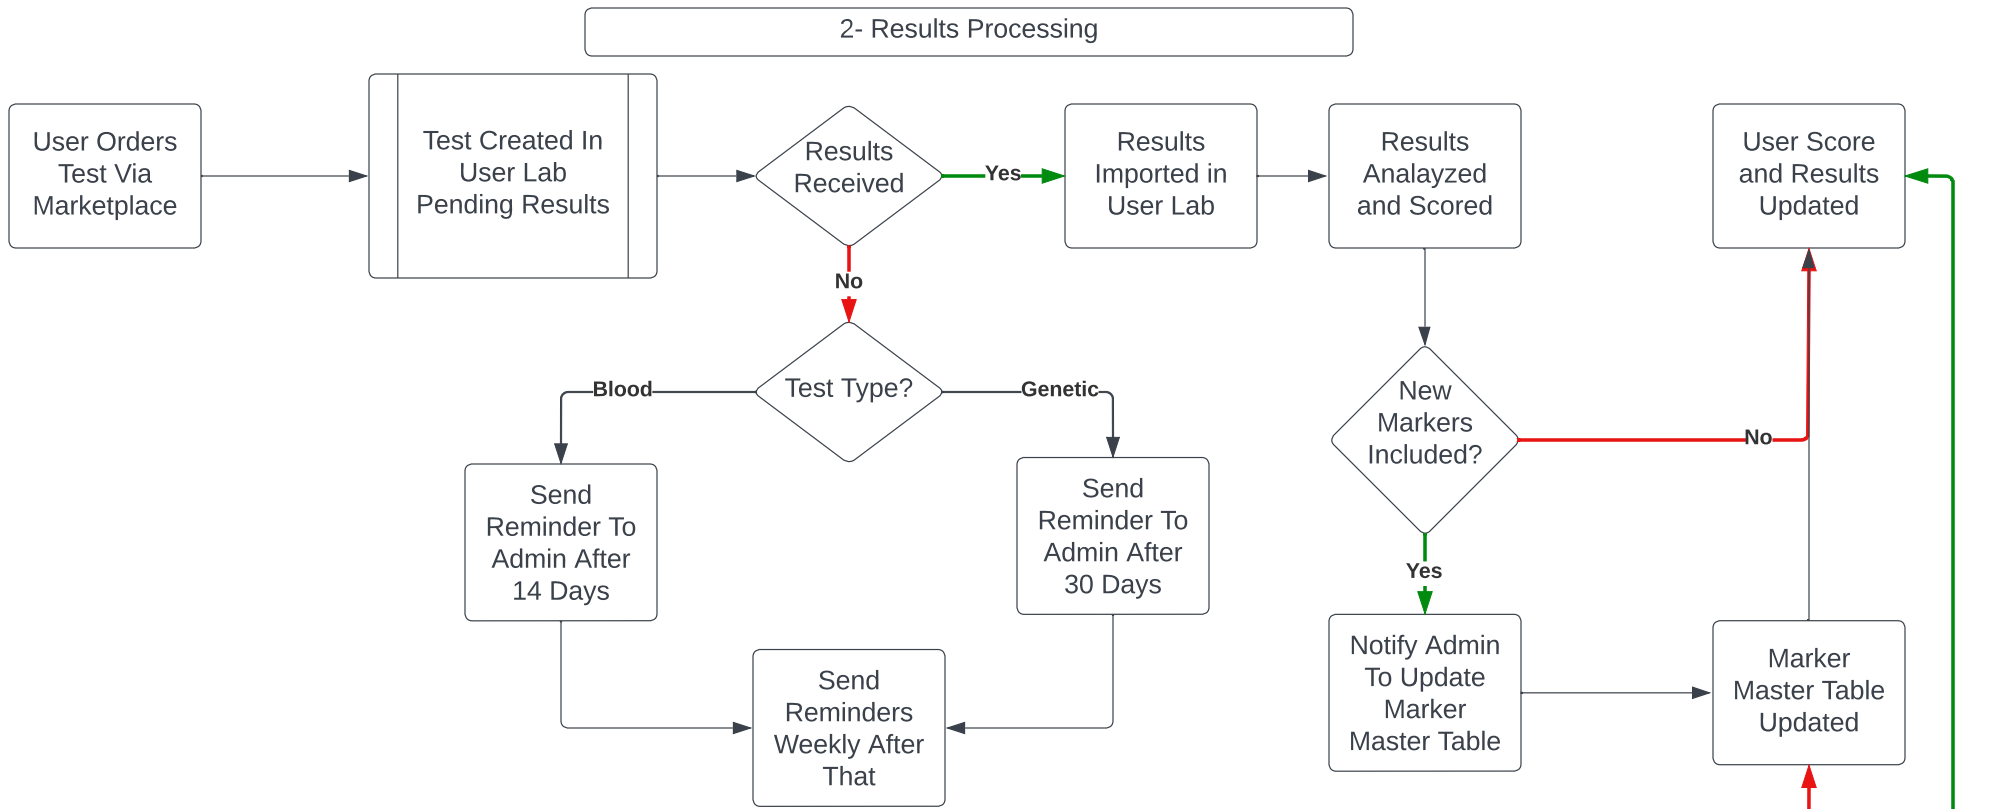 2- Results Processing
User Orders
Test Via
Marketplace
Test Created In
User Lab
Pending Results
Results
Received
Yes
Results
Imported in
User Lab
Results
Analayzed
and Scored
User Score
and Results
Updated
No
Test Type?
Blood
Genetic
New
Markers
Included?
No
Send
Reminder To
Admin After
14 Days
Send
Reminder To
Admin After
30 Days
Yes
Send
Reminders
Weekly After
That
Notify Admin
To Update
Marker
Master Table
Marker
Master Table
Updated